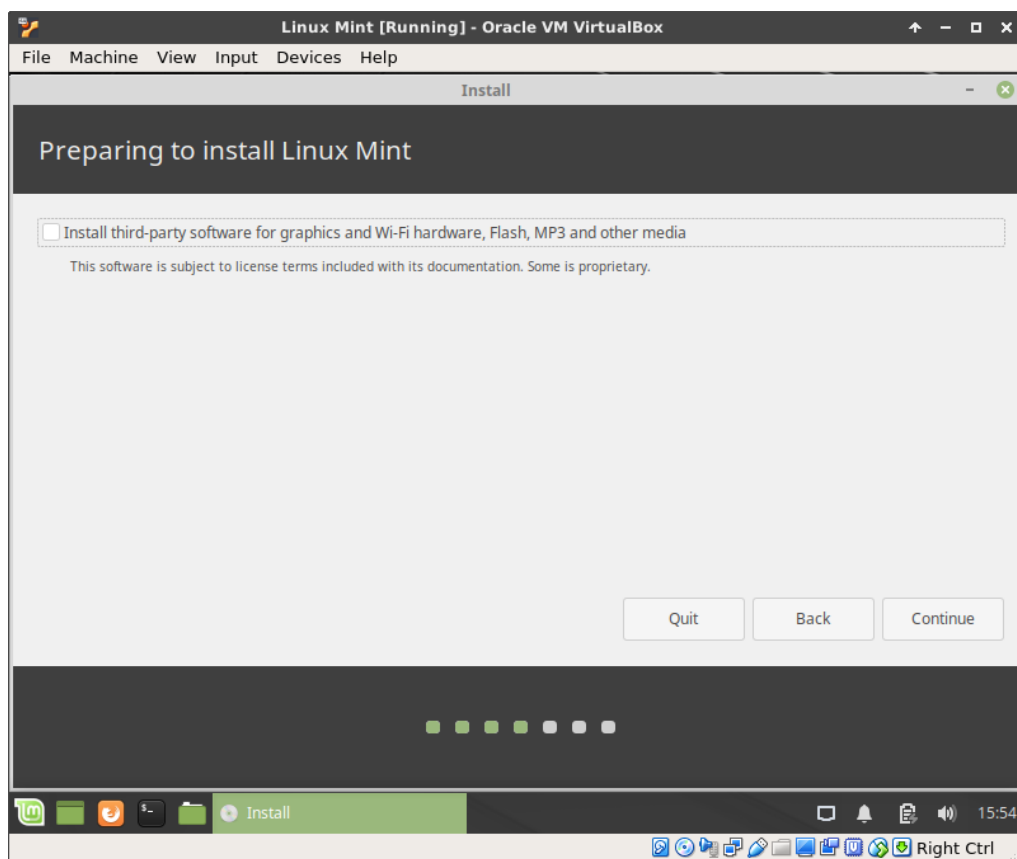 Linux Mint [Running] - Oracle VM VirtualBox
File Machine View Input Devices Help
Install
Preparing to install Linux Mint
Install third-party software for graphics and Wi-Fi hardware, Flash, MP3 and other media
This software is subject to license terms included with its documentation. Some is proprietary.
Quit Back Continue
$_ Install 15:54
Right Ctrl